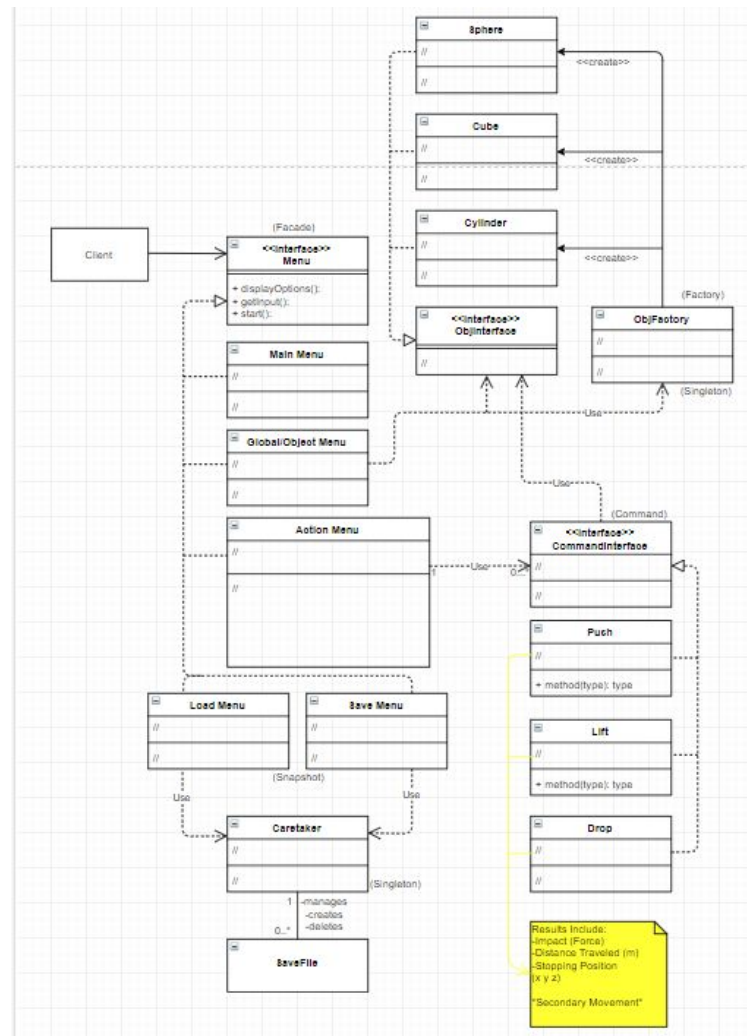 Sphere
//
//
<<create>>
Cube
//
//
<<create>>
Cylinder
//
//
<<create>>
Client
(Facade)
<<Interface>>
Menu
+ displayOptions():
+ getInput():
+ start():
<<Interface>>
ObjInterface
//
(Factory)
ObjFactory
//
//
(Singleton)
Main Menu
//
//
Use
Global/Object Menu
//
//
Use
(Command)
Action Menu
//
//
1
Use
0...*
<<Interface>>
CommandInterface
//
//
Push
//
+ method(type): type
Load Menu
//
//
Save Menu
//
//
(Snapshot)
Lift
//
+ method(type): type
Use
Use
Caretaker
//
//
(Singleton)
Drop
//
//
1
-manages
-creates
-deletes
0..*
SaveFile
Results Include:
-Impact (Force)
-Distance Traveled (m)
-Stopping Position
(x y z)
*Secondary Movement*